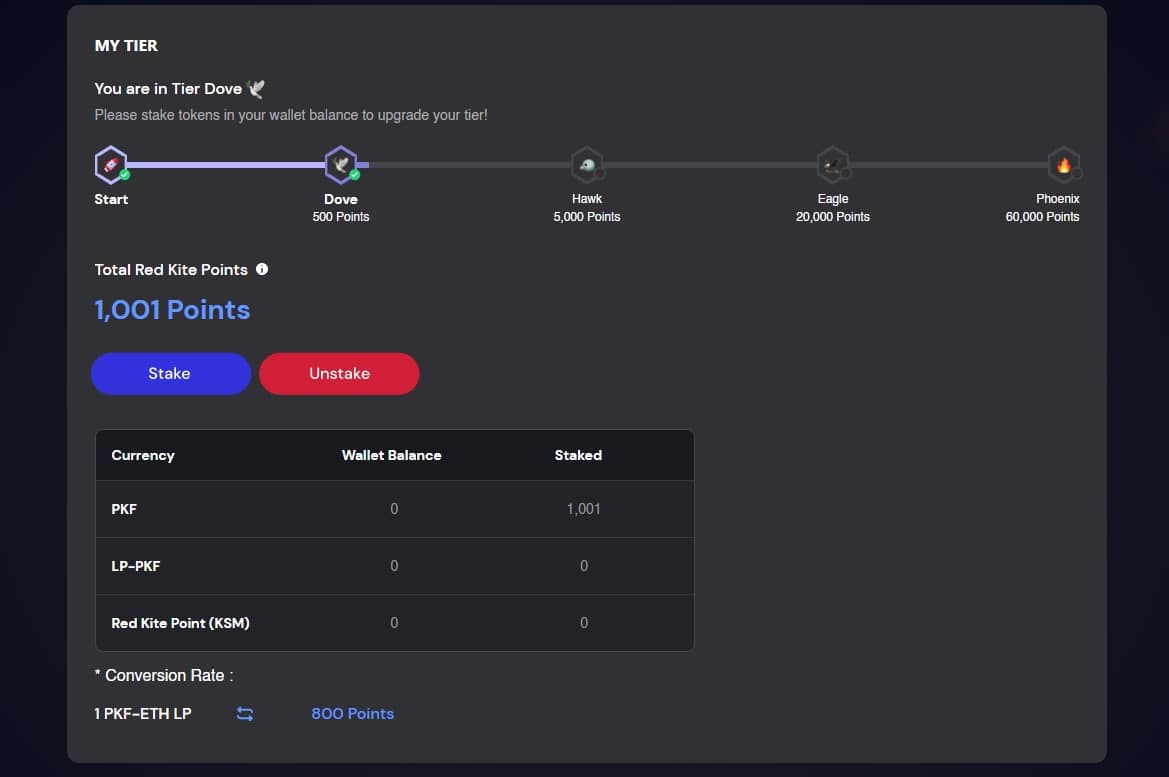 MY TIER
You are in Tier Dove 🕊️
Please stake tokens in your wallet balance to upgrade your tier!
Start Dove Hawk Eagle Phoenix
500 Points 5,000 Points 20,000 Points 60,000 Points
Total Red Kite Points
1,001 Points
Stake Unstake
Currency Wallet Balance Staked
PKF 0 1,001
LP-PKF 0 0
Red Kite Point (KSM) 0 0
* Conversion Rate :
1 PKF-ETH LP 800 Points